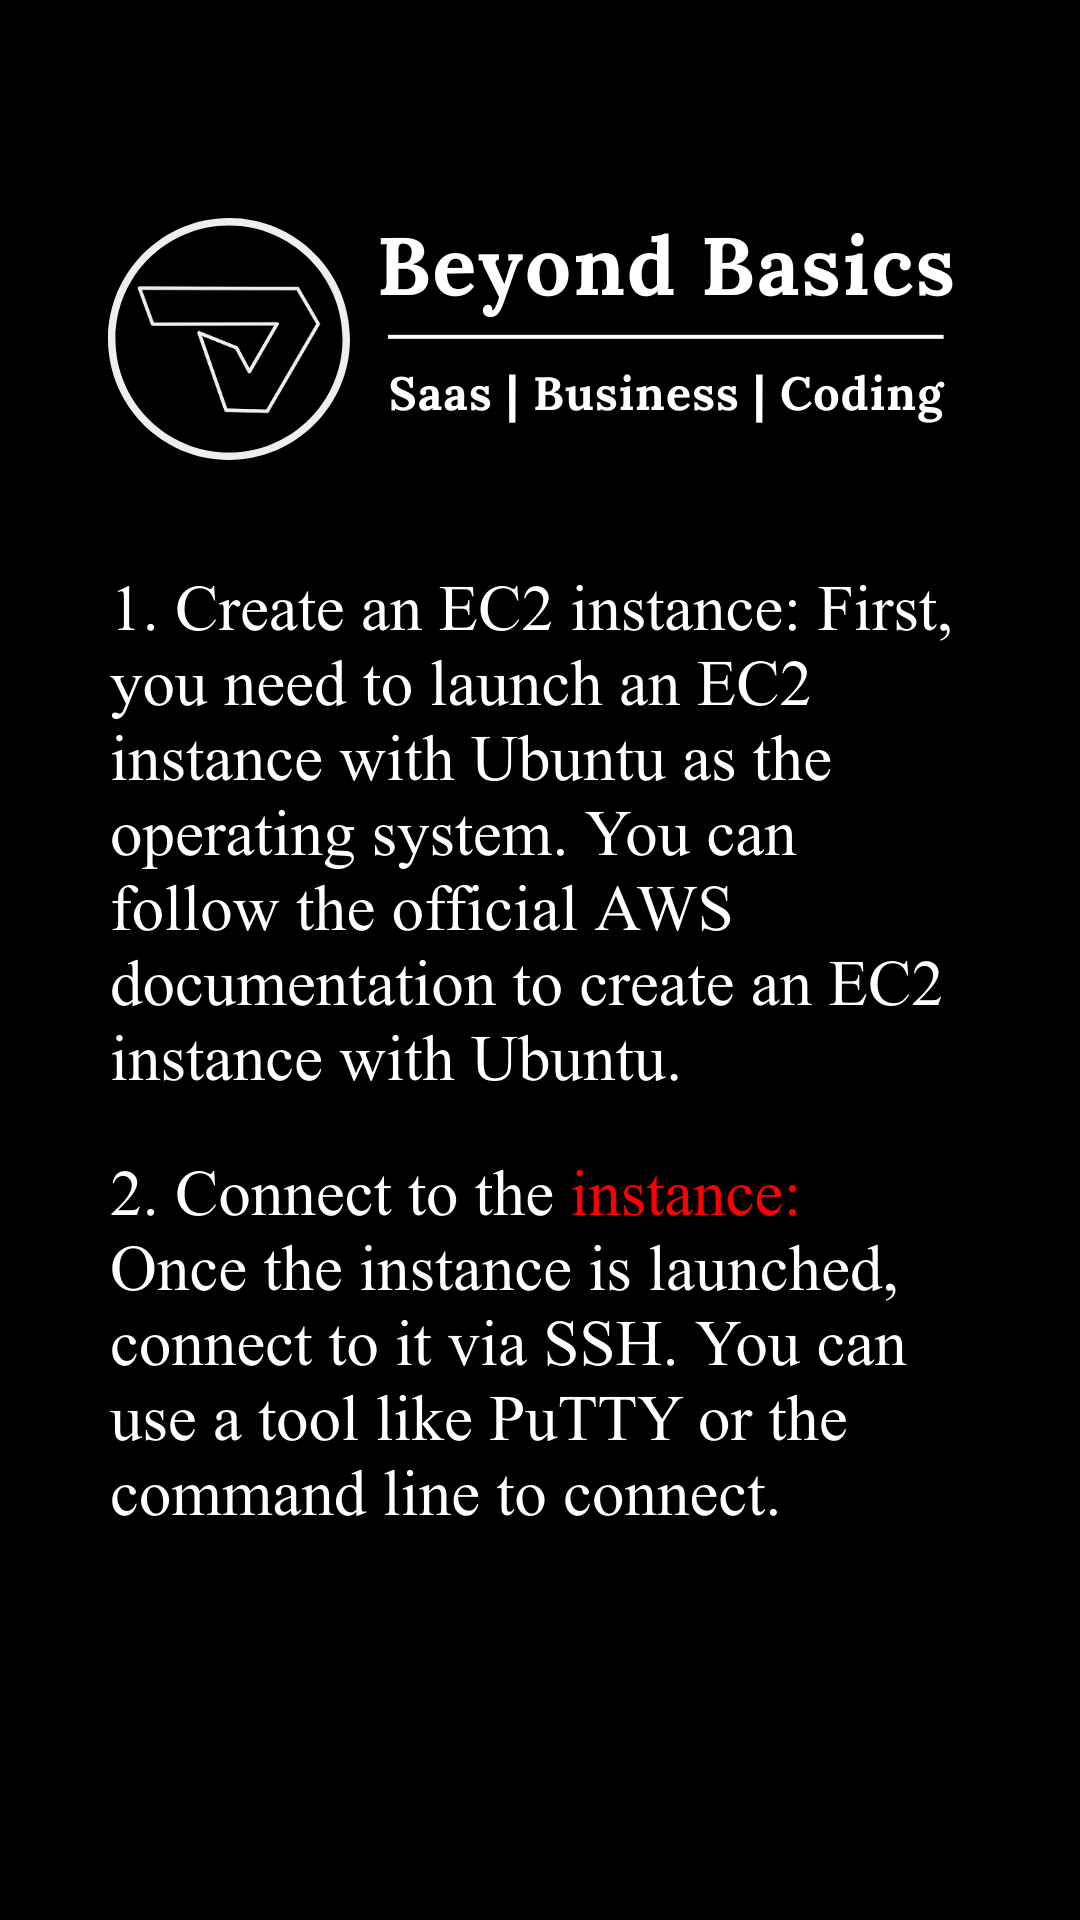 Beyond Basics
Saas | Business | Coding
1. Create an EC2 instance: First,
you need to launch an EC2
instance with Ubuntu as the
operating system. You can
follow the official AWS
documentation to create an EC2
instance with Ubuntu.
2. Connect to the instance:
Once the instance is launched,
connect to it via SSH. You can
use a tool like PuTTY or the
command line to connect.